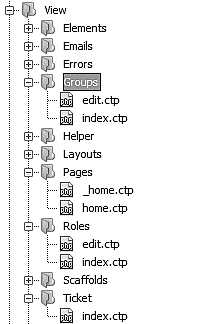 View
Elements
Emails
Errors
Groups
edit.ctp
index.ctp
Helper
Layouts
Pages
_home.ctp
home.ctp
Roles
edit.ctp
index.ctp
Scaffolds
Ticket
index.ctp